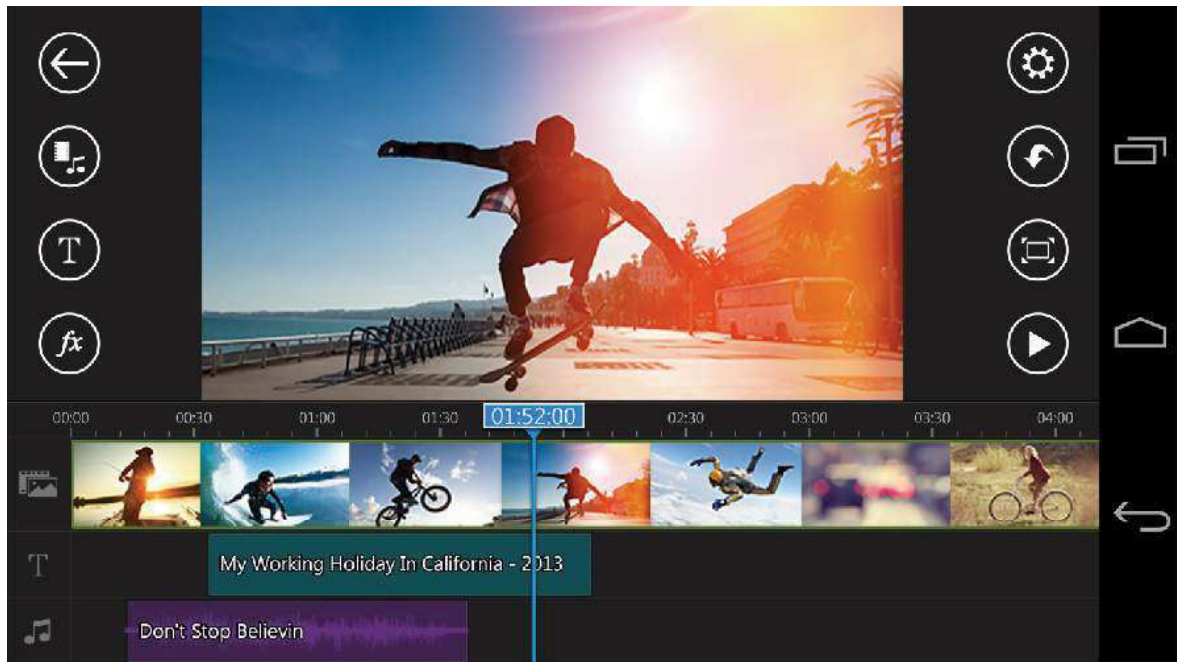 T
fx
00:00 00:30 01:00 01:30 01:52:00 02:30 03:00 03:30 04:00
T My Working Holiday In California - 2013
Don't Stop Believin